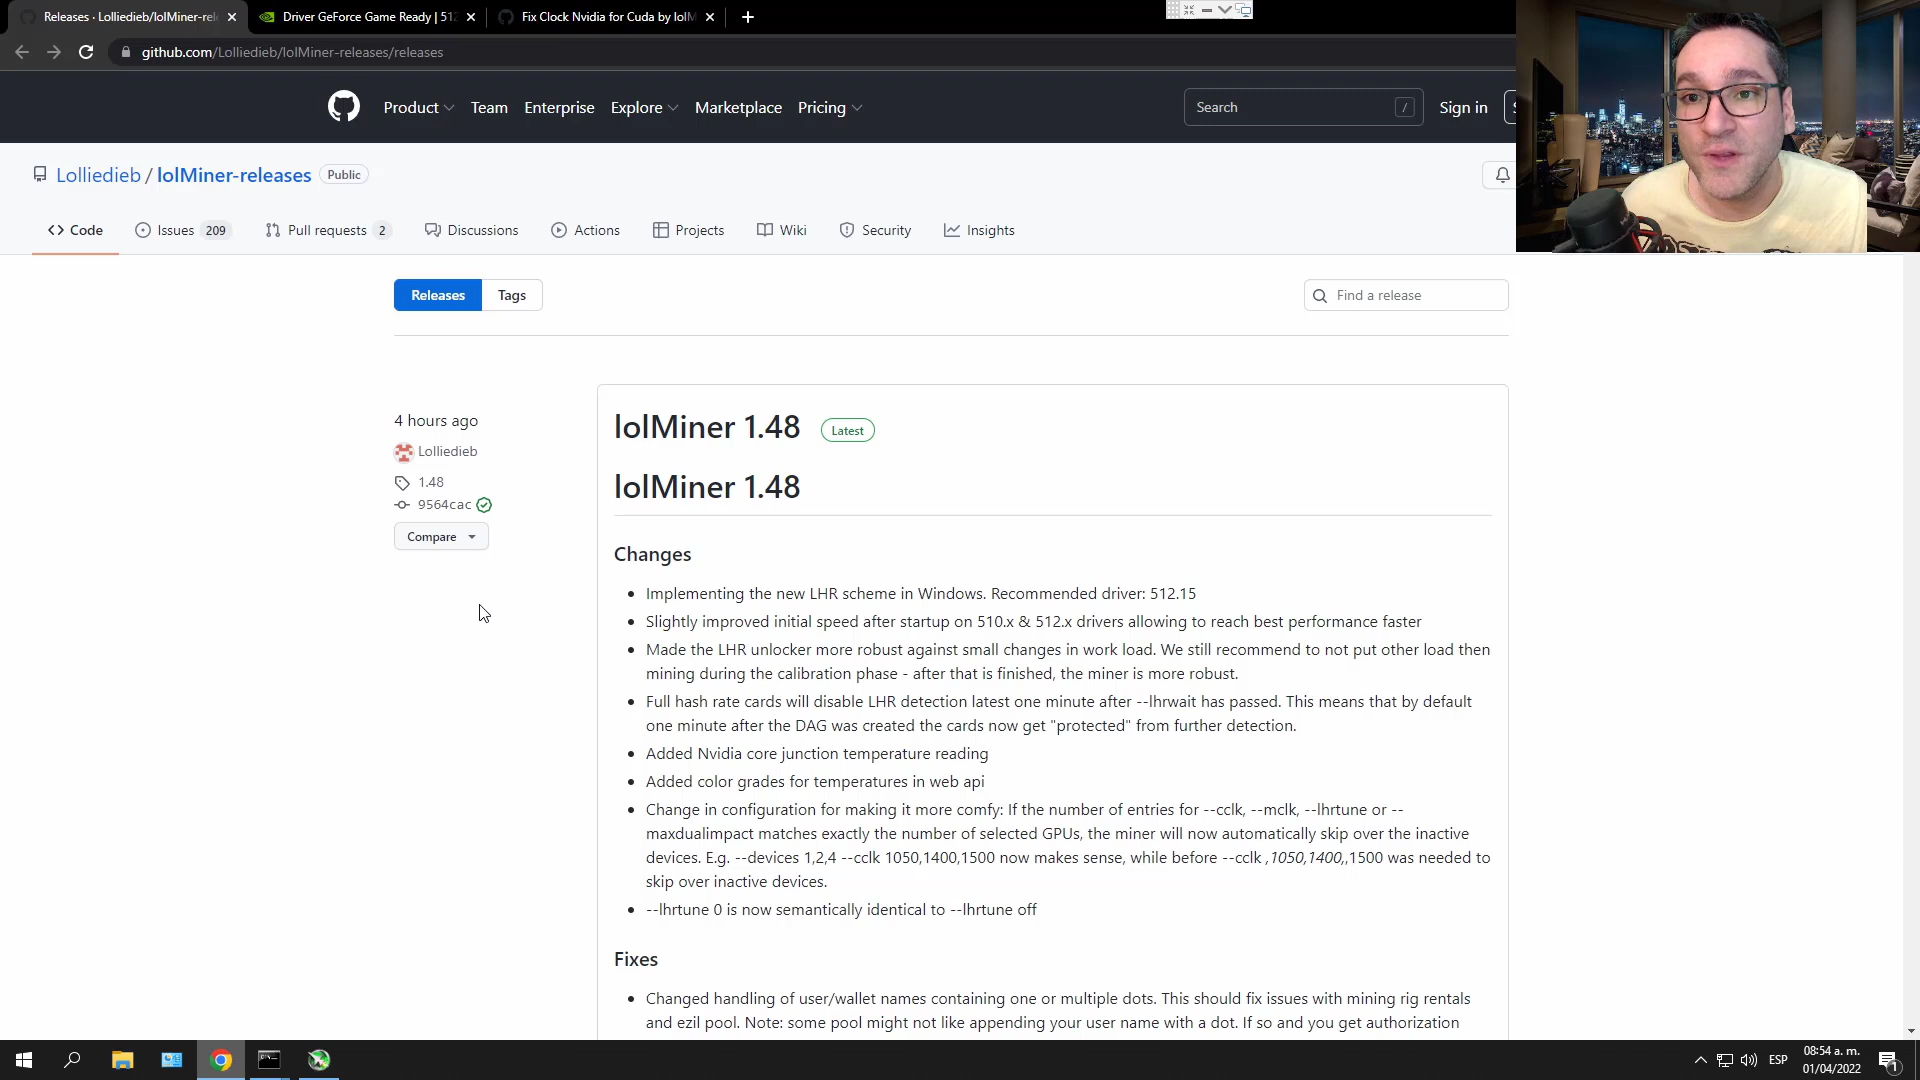 Releases · Lolliedieb/lolMiner-rele
Driver GeForce Game Ready | 512
Fix Clock Nvidia for Cuda by lolM
github.com/Lolliedieb/lolMiner-releases/releases
Product Team Enterprise Explore Marketplace Pricing
Search /
Sign in
Lolliedieb / lolMiner-releases Public
Code Issues 209 Pull requests 2 Discussions Actions Projects Wiki Security Insights
Releases Tags
Find a release
4 hours ago
Lolliedieb
1.48
9564cac
Compare
lolMiner 1.48 Latest
lolMiner 1.48
Changes
Implementing the new LHR scheme in Windows. Recommended driver: 512.15
Slightly improved initial speed after startup on 510.x & 512.x drivers allowing to reach best performance faster
Made the LHR unlocker more robust against small changes in work load. We still recommend to not put other load then
mining during the calibration phase - after that is finished, the miner is more robust.
Full hash rate cards will disable LHR detection latest one minute after --lhrwait has passed. This means that by default
one minute after the DAG was created the cards now get "protected" from further detection.
Added Nvidia core junction temperature reading
Added color grades for temperatures in web api
Change in configuration for making it more comfy: If the number of entries for --cclk, --mclk, --lhrtune or --
maxdualimpact matches exactly the number of selected GPUs, the miner will now automatically skip over the inactive
devices. E.g. --devices 1,2,4 --cclk 1050,1400,1500 now makes sense, while before --cclk ,1050,1400,,1500 was needed to
skip over inactive devices.
--lhrtune 0 is now semantically identical to --lhrtune off
Fixes
Changed handling of user/wallet names containing one or multiple dots. This should fix issues with mining rig rentals
and ezil pool. Note: some pool might not like appending your user name with a dot. If so and you get authorization
ESP
08:54 a. m.
01/04/2022
1